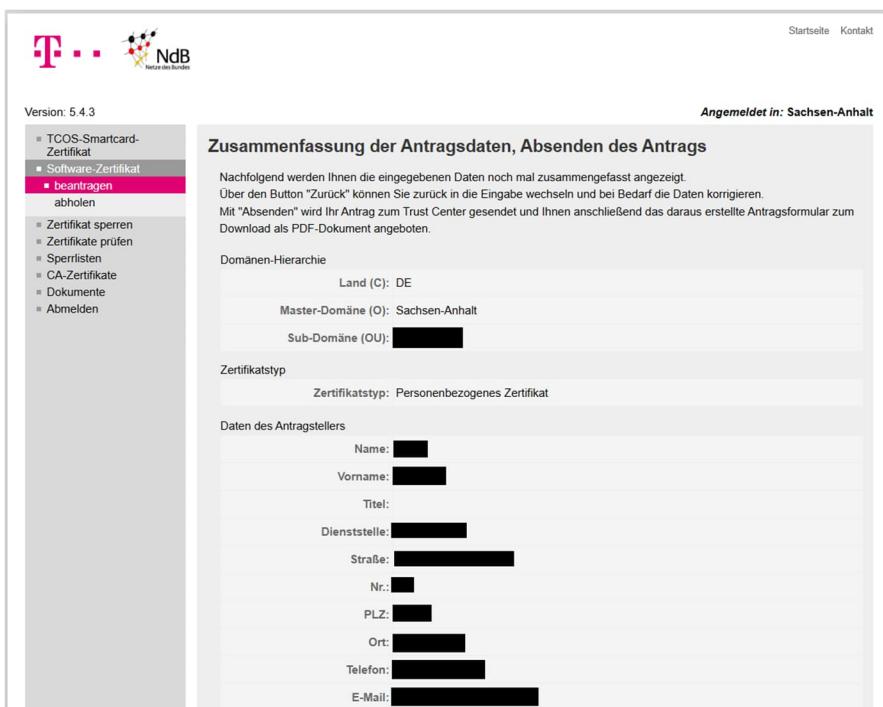 Startseite Kontakt
T
NdB
Netze des Bundes
Version: 5.4.3
Angemeldet in: Sachsen-Anhalt
TCOS-Smartcard-
Zertifikat
Software-Zertifikat
beantragen
abholen
Zertifikat sperren
Zertifikate prüfen
Sperrlisten
CA-Zertifikate
Dokumente
Abmelden
Zusammenfassung der Antragsdaten, Absenden des Antrags
Nachfolgend werden Ihnen die eingegebenen Daten noch mal zusammengefasst angezeigt.
Über den Button "Zurück" können Sie zurück in die Eingabe wechseln und bei Bedarf die Daten korrigieren.
Mit "Absenden" wird Ihr Antrag zum Trust Center gesendet und Ihnen anschließend das daraus erstellte Antragsformular zum
Download als PDF-Dokument angeboten.
Domänen-Hierarchie
Land (C): DE
Master-Domäne (O): Sachsen-Anhalt
Sub-Domäne (OU):
Zertifikatstyp
Zertifikatstyp: Personenbezogenes Zertifikat
Daten des Antragstellers
Name:
Vorname:
Titel:
Dienststelle:
Straße:
Nr.:
PLZ:
Ort:
Telefon:
E-Mail: